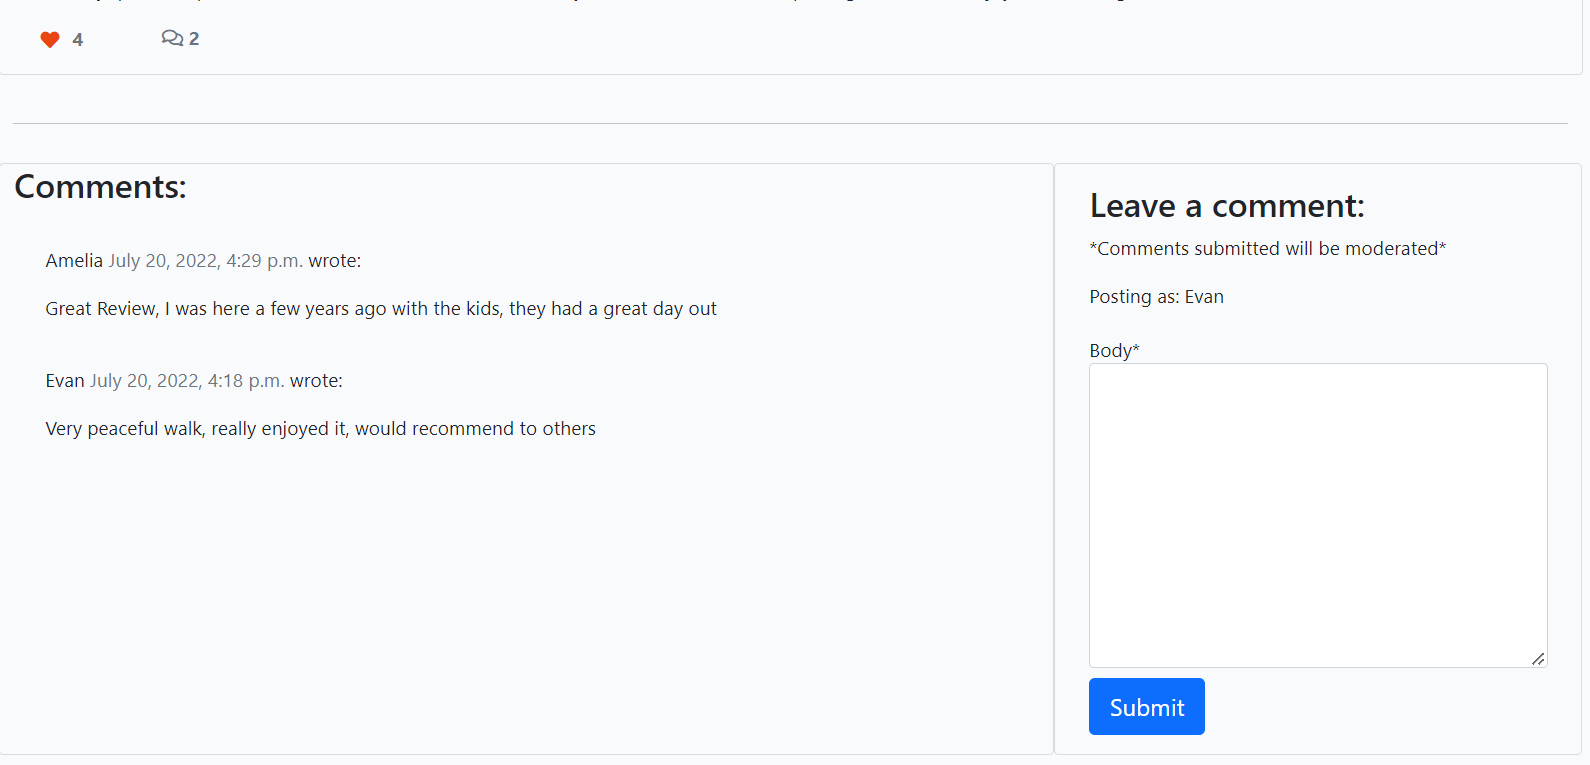 4 2
Comments:
Amelia July 20, 2022, 4:29 p.m. wrote:
Great Review, I was here a few years ago with the kids, they had a great day out
Evan July 20, 2022, 4:18 p.m. wrote:
Very peaceful walk, really enjoyed it, would recommend to others
Leave a comment:
*Comments submitted will be moderated*
Posting as: Evan
Body*
Submit